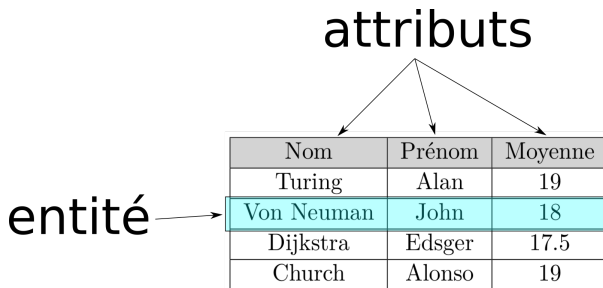 attributs
Nom Prénom Moyenne
Turing Alan 19
entité Von Neuman John 18
Dijkstra Edsger 17.5
Church Alonso 19